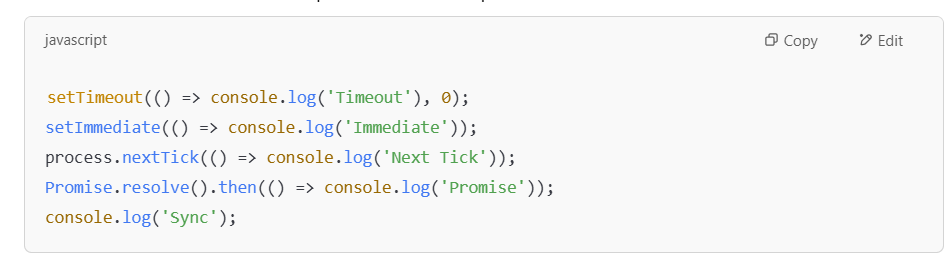 javascript
Copy
Edit
setTimeout(() => console.log('Timeout'), 0);
setImmediate(() => console.log('Immediate'));
process.nextTick(() => console.log('Next Tick'));
Promise.resolve().then(() => console.log('Promise'));
console.log('Sync');